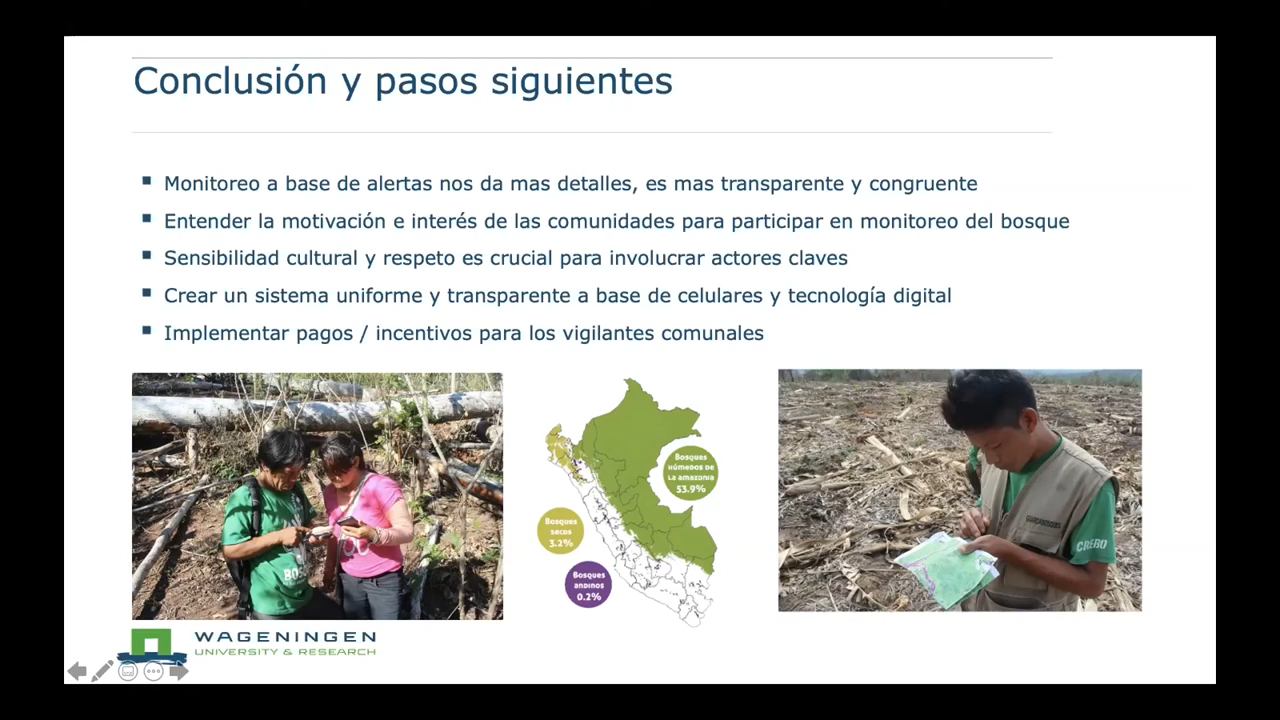 Conclusión y pasos siguientes
Monitoreo a base de alertas nos da mas detalles, es mas transparente y congruente
Entender la motivación e interés de las comunidades para participar en monitoreo del bosque
Sensibilidad cultural y respeto es crucial para involucrar actores claves
Crear un sistema uniforme y transparente a base de celulares y tecnología digital
Implementar pagos / incentivos para los vigilantes comunales
BOS
Bosques
húmedos de
la amazonia
53.9%
Bosques
secos
3.2%
Bosques
andinos
0.2%
CREBO
WAGENINGEN
UNIVERSITY & RESEARCH